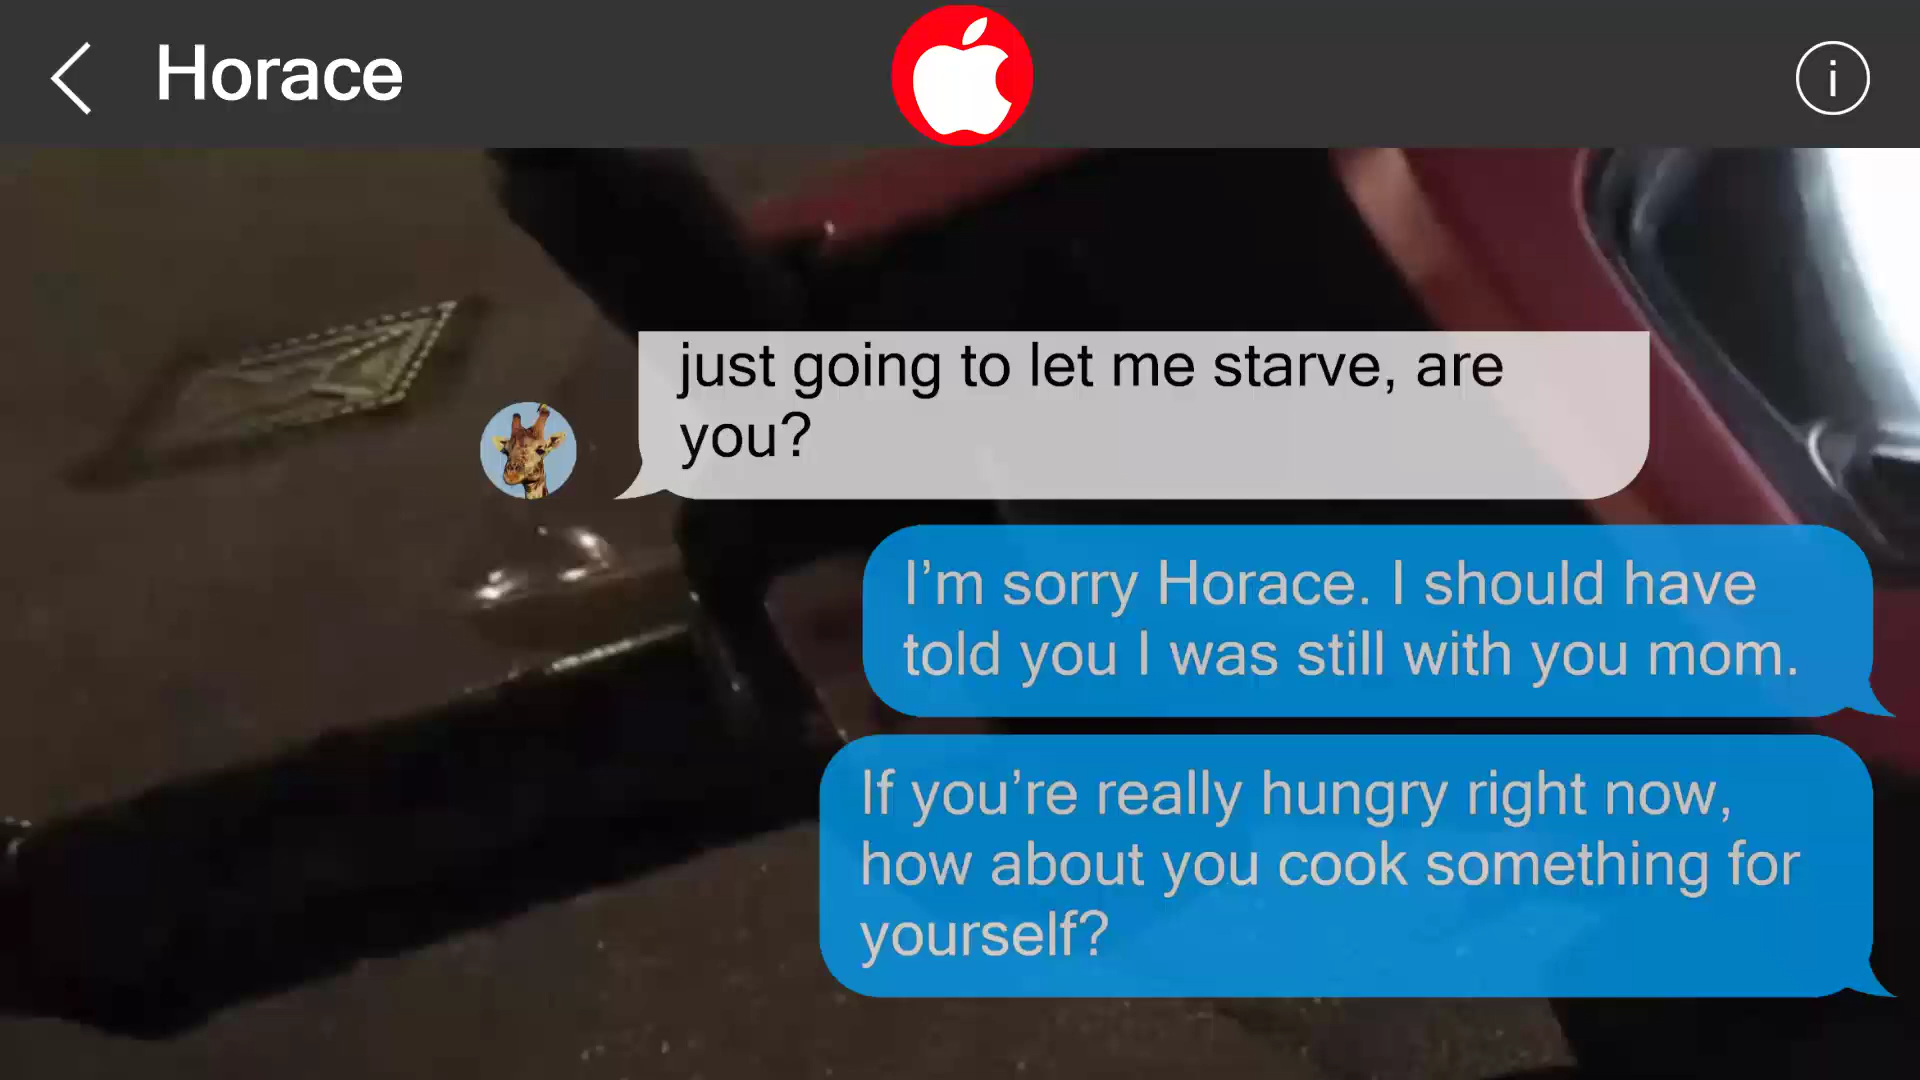 Horace
i
just going to let me starve, are
you?
I’m sorry Horace. I should have
told you I was still with you mom.
If you’re really hungry right now,
how about you cook something for
yourself?